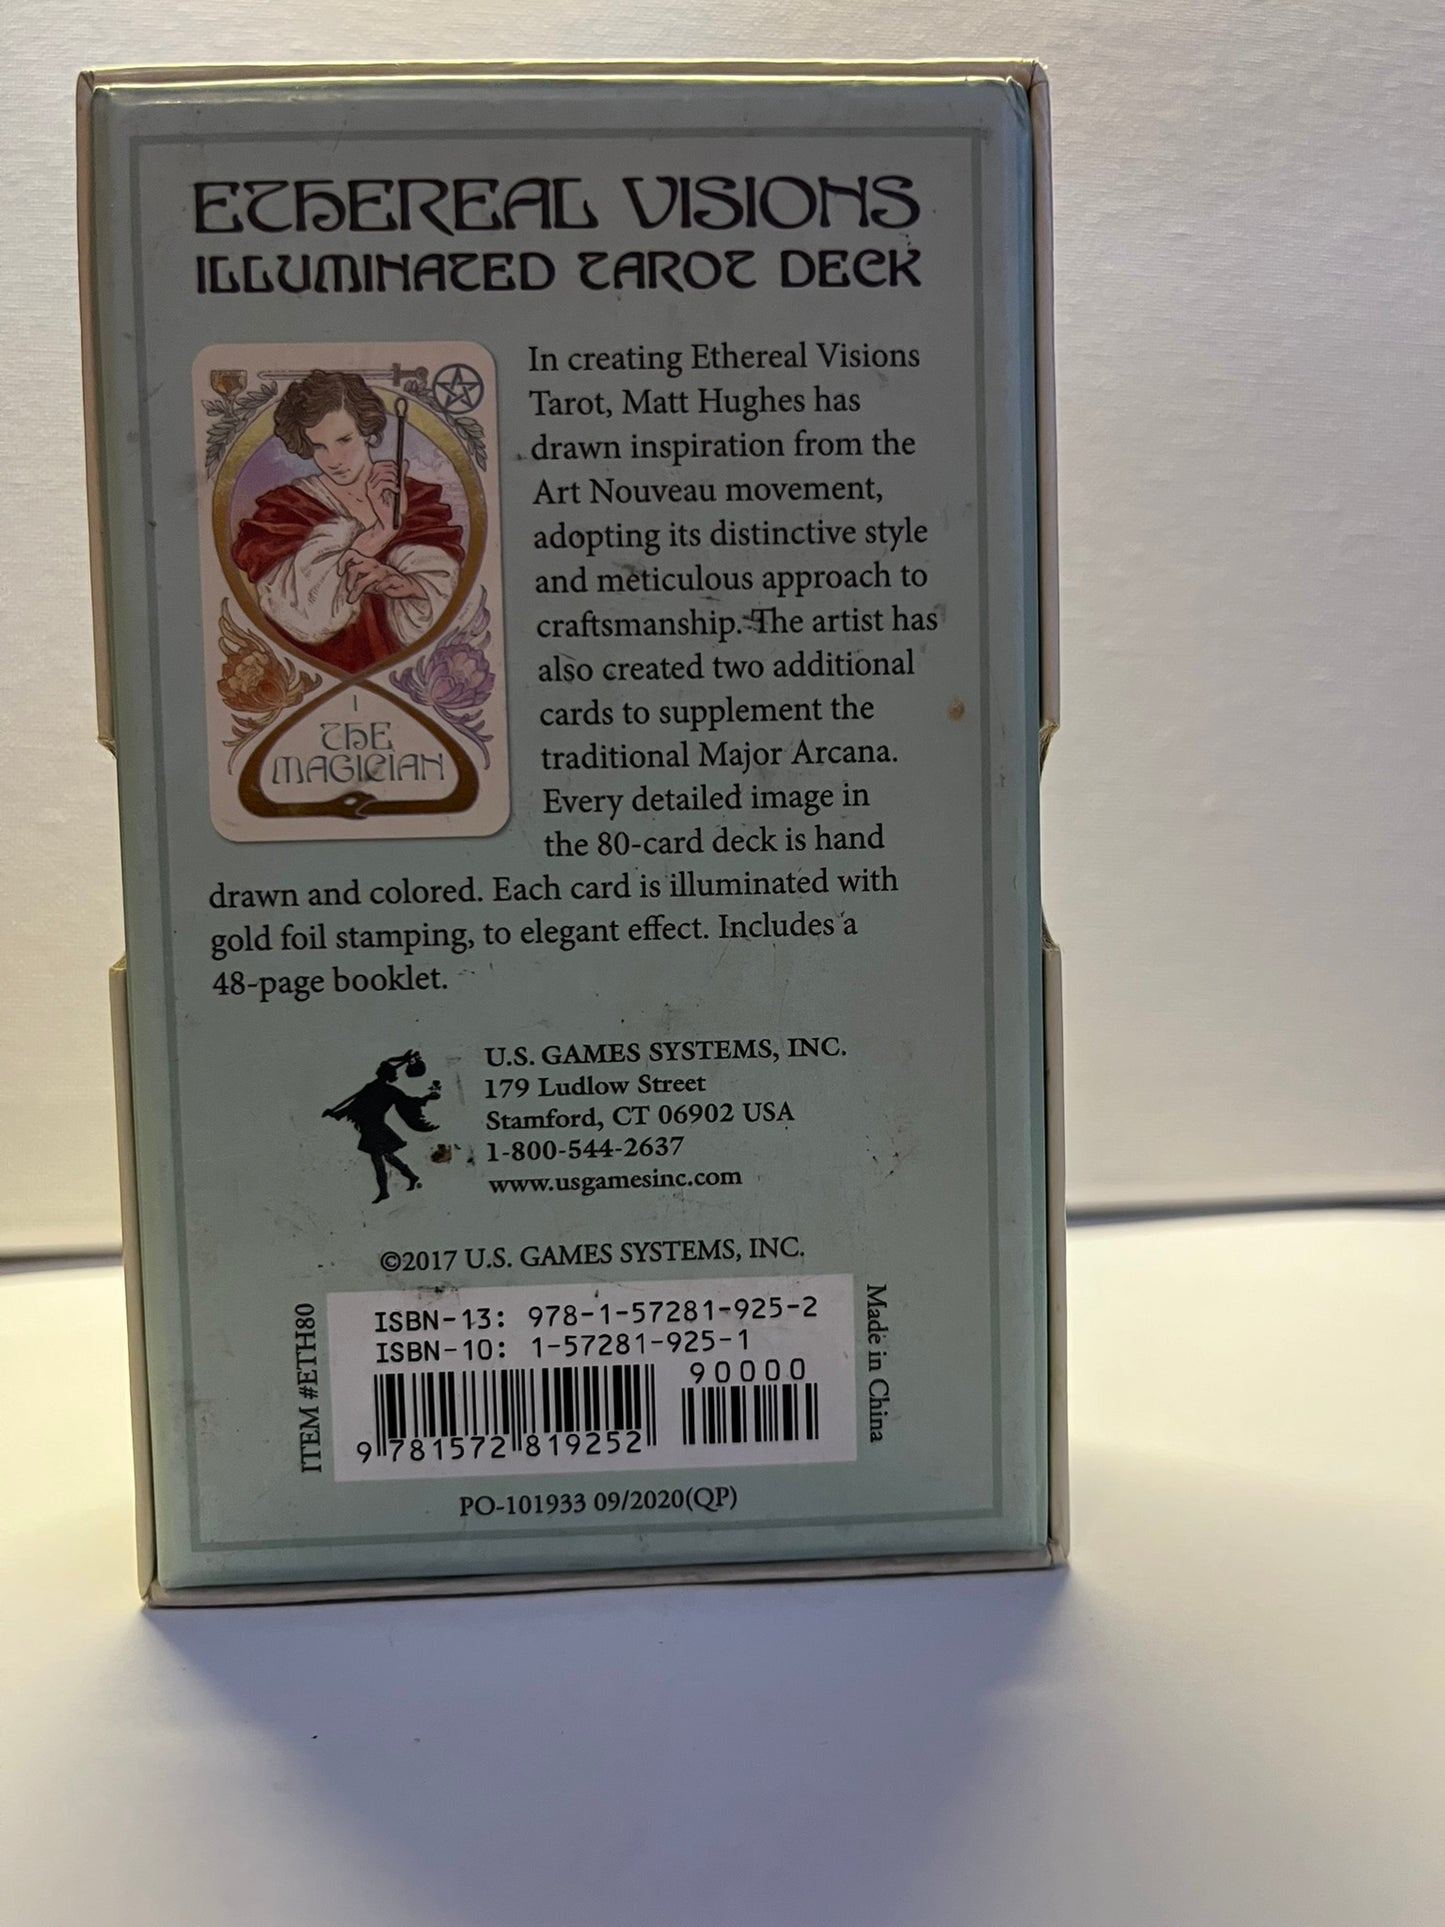 ETHEREAL VISIONS
ILLUMINATED TAROT DECK
I
THE
MAGICIAN
In creating Ethereal Visions
Tarot, Matt Hughes has
drawn inspiration from the
Art Nouveau movement,
adopting its distinctive style
and meticulous approach to
craftsmanship. The artist has
also created two additional
cards to supplement the
traditional Major Arcana.
Every detailed image in
the 80-card deck is hand
drawn and colored. Each card is illuminated with
gold foil stamping, to elegant effect. Includes a
48-page booklet.
U.S. GAMES SYSTEMS, INC.
179 Ludlow Street
Stamford, CT 06902 USA
1-800-544-2637
www.usgamesinc.com
©2017 U.S. GAMES SYSTEMS, INC.
ITEM #ETH80
ISBN-13: 978-1-57281-925-2
ISBN-10: 1-57281-925-1
90000
9 781572 819252
Made in China
PO-101933 09/2020(QP)